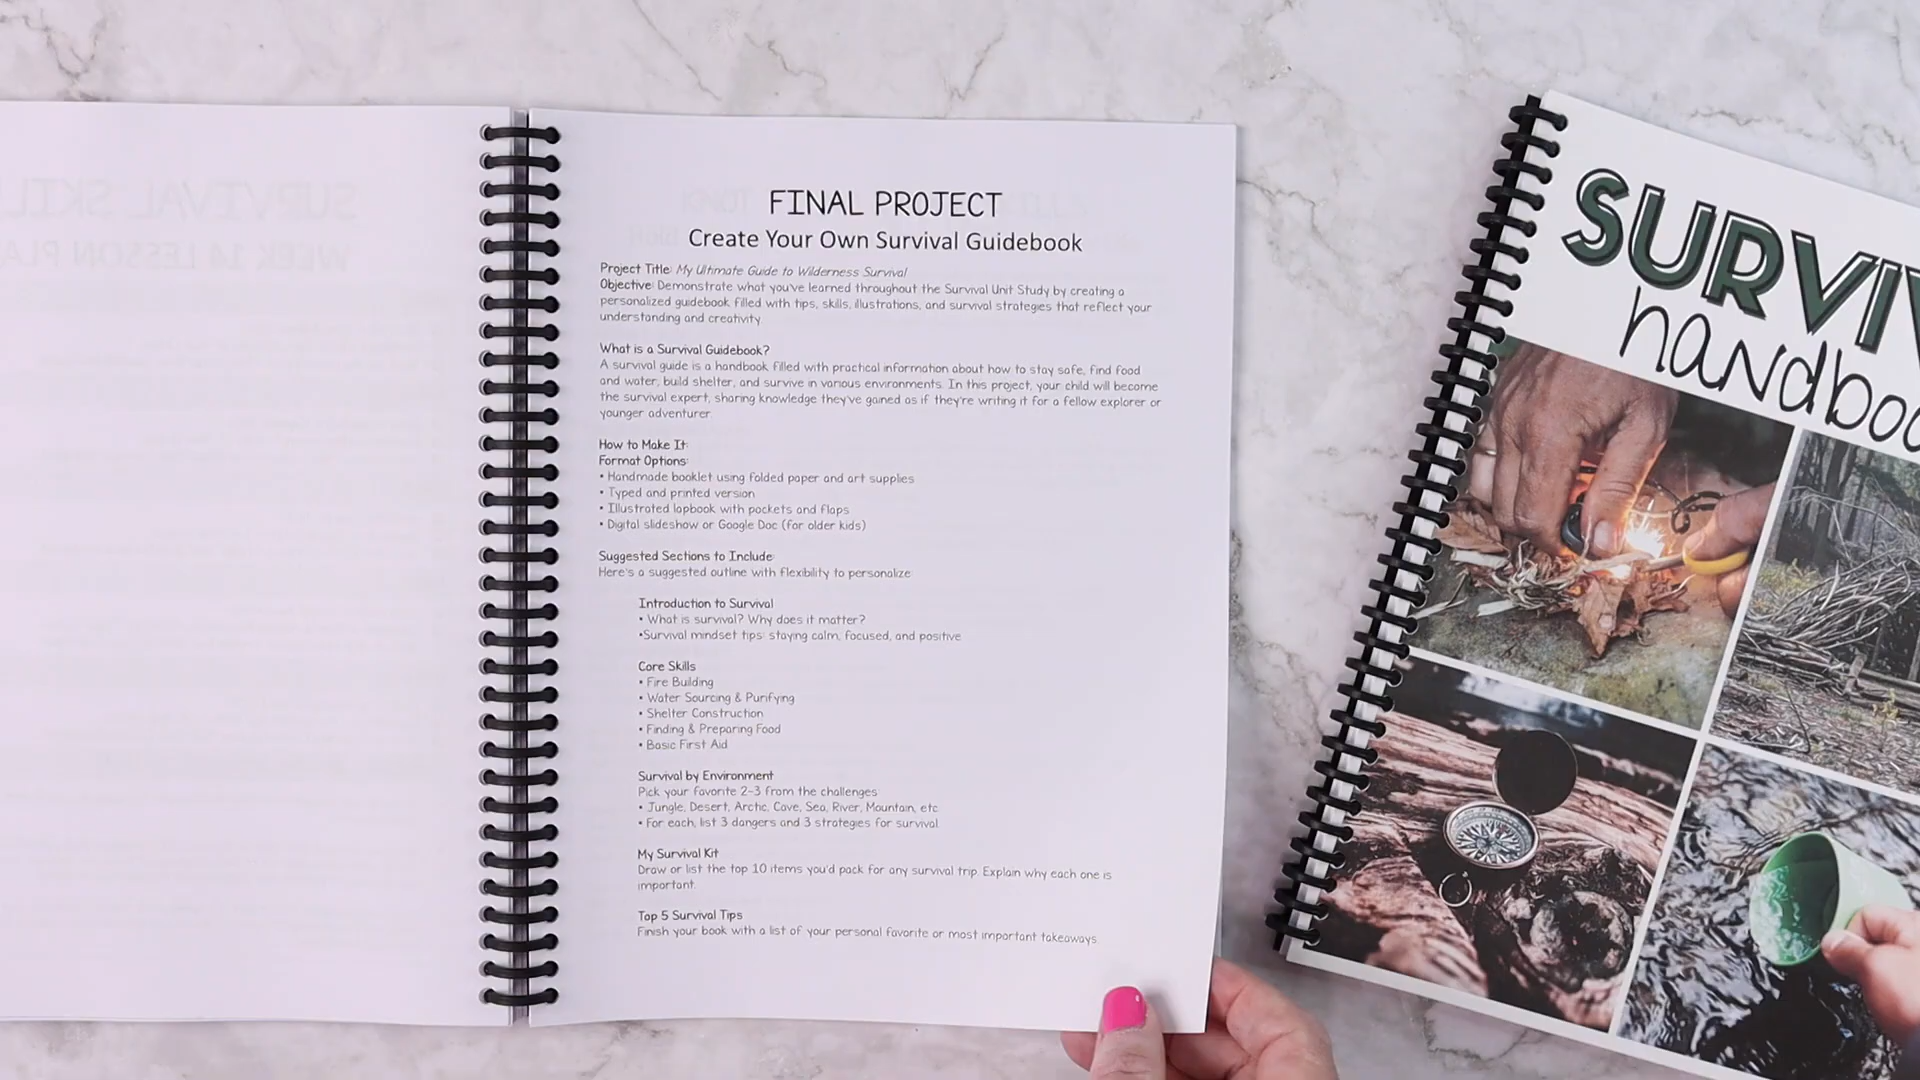 FINAL PROJECT
Create Your Own Survival Guidebook
Project Title: My Ultimate Guide to Wilderness Survival
Objective: Demonstrate what you've learned throughout the Survival Unit Study by creating a
personalized guidebook filled with tips, skills, illustrations, and survival strategies that reflect your
understanding and creativity.
What is a Survival Guidebook?
A survival guide is a handbook filled with practical information about how to stay safe, find food
and water, build shelter, and survive in various environments. In this project, your child will become
the survival expert, sharing knowledge they've gained as if they're writing it for a fellow explorer or
younger adventurer.
How to Make It:
Format Options:
• Handmade booklet using folded paper and art supplies
• Typed and printed version
• Illustrated lapbook with pockets and flaps
• Digital slideshow or Google Doc (for older kids)
Suggested Sections to Include:
Here's a suggested outline with flexibility to personalize:
Introduction to Survival
• What is survival? Why does it matter?
•Survival mindset tips: staying calm, focused, and positive
Core Skills
• Fire Building
• Water Sourcing & Purifying
• Shelter Construction
• Finding & Preparing Food
• Basic First Aid
Survival by Environment
Pick your favorite 2-3 from the challenges:
• Jungle, Desert, Arctic, Cave, Sea, River, Mountain, etc.
• For each, list 3 dangers and 3 strategies for survival.
My Survival Kit
Draw or list the top 10 items you'd pack for any survival trip. Explain why each one is
important.
Top 5 Survival Tips
Finish your book with a list of your personal favorite or most important takeaways.
SURVIV
handboo